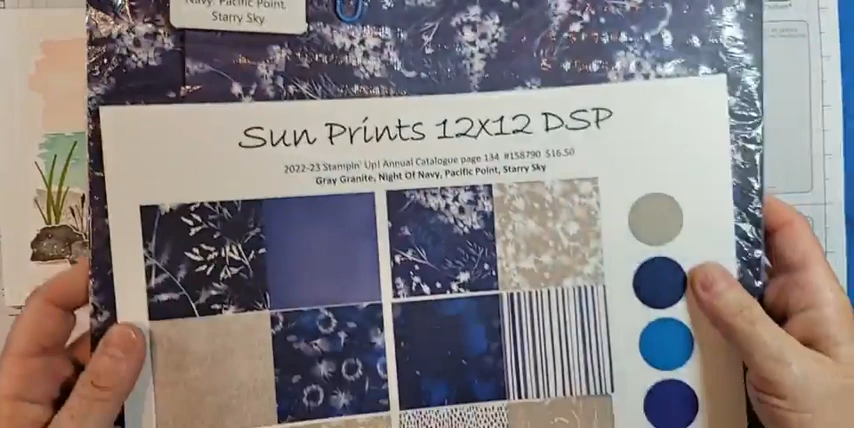 Navy Pacific Point,
Starry Sky
Sun Prints 12x12 DSP
2022-23 Stampin' Up! Annual Catalogue page 134 #158790 $16.50
Gray Granite, Night Of Navy, Pacific Point, Starry Sky